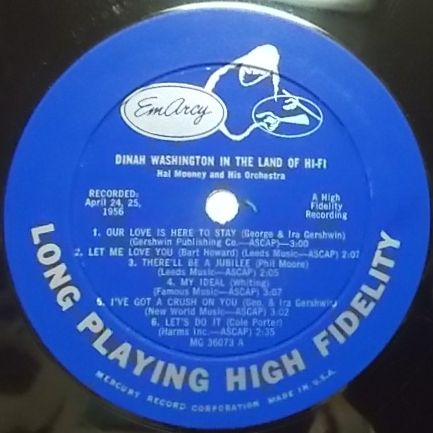 EmArcy
DINAH WASHINGTON IN THE LAND OF HI-FI
Hal Mooney and His Orchestra
RECORDED:
April 24, 25,
1956
A High
Fidelity
Recording
1. OUR LOVE IS HERE TO STAY (George & Ira Gershwin)
(Gershwin Publishing Co.—ASCAP)—3:00
2. LET ME LOVE YOU (Bart Howard) (Leeds Music—ASCAP) 2:07
3. THERE'LL BE A JUBILEE (Phil Moore)
(Leeds Music—ASCAP) 2:05
4. MY IDEAL (Whiting)
(Famous Music—ASCAP) 3:07
5. I'VE GOT A CRUSH ON YOU (Geo. & Ira Gershwin)
(New World Music—ASCAP) 3:02
6. LET'S DO IT (Cole Porter)
(Harms Inc.—ASCAP) 2:35
MG 36073 A
LONG PLAYING HIGH FIDELITY
MERCURY RECORD CORPORATION MADE IN U.S.A.